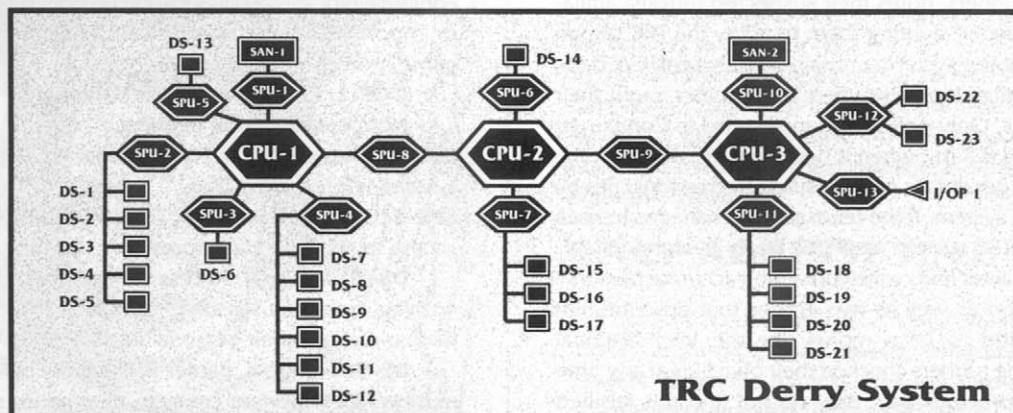 DS-13
SAN-1
DS-14
SAN-2
SPU-5
SPU-1
SPU-6
SPU-10
DS-22
SPU-12
DS-23
SPU-2
CPU-1
SPU-8
CPU-2
SPU-9
CPU-3
DS-1
SPU-13
I/OP 1
DS-2
SPU-3
SPU-4
SPU-7
SPU-11
DS-3
DS-6
DS-7
DS-15
DS-18
DS-4
DS-8
DS-16
DS-19
DS-5
DS-9
DS-17
DS-20
DS-10
DS-21
DS-11
DS-12
TRC Derry System